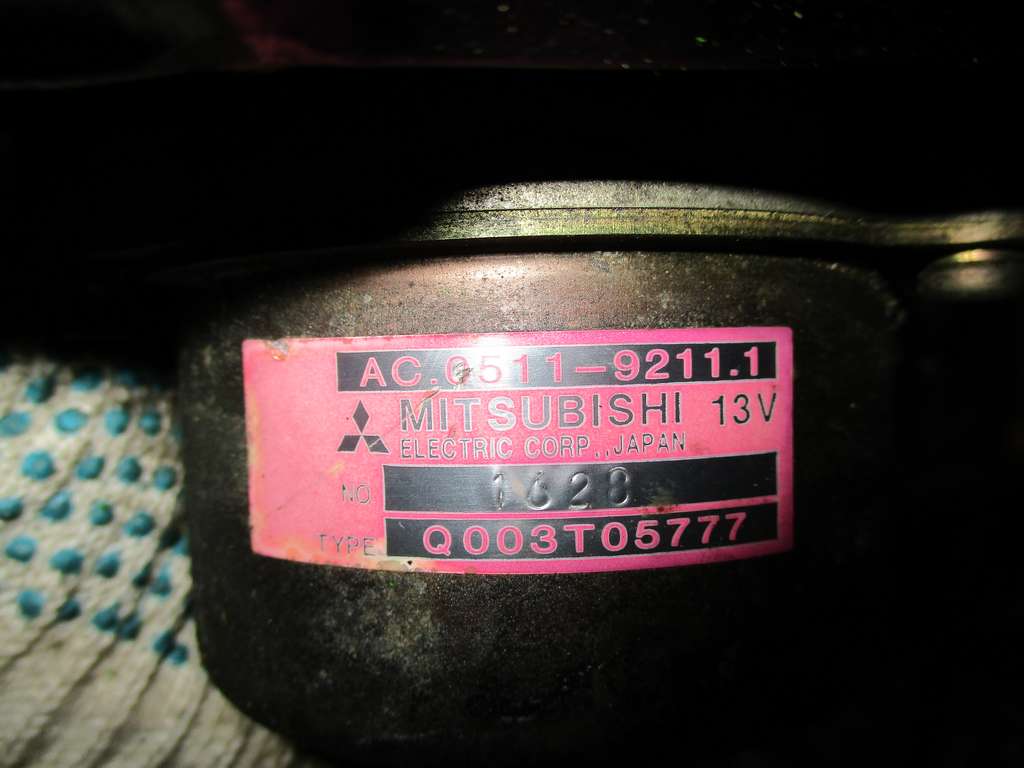 AC.0511-9211.1
MITSUBISHI 13V
ELECTRIC CORP.,JAPAN
NO 1628
TYPE Q003T05777